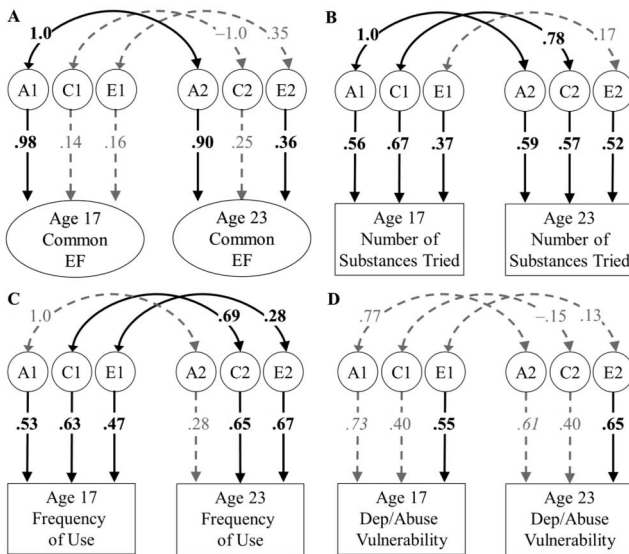 A
1.0
–1.0
.35
A1
C1
E1
A2
C2
E2
.98
.14
.16
.90
.25
.36
Age 17
Common
EF
Age 23
Common
EF
B
1.0
.78
.17
A1
C1
E1
A2
C2
E2
.56
.67
.37
.59
.57
.52
Age 17
Number of
Substances Tried
Age 23
Number of
Substances Tried
C
1.0
.69
.28
A1
C1
E1
A2
C2
E2
.53
.63
.47
.28
.65
.67
Age 17
Frequency
of Use
Age 23
Frequency
of Use
D
.77
–.15
.13
A1
C1
E1
A2
C2
E2
.73
.40
.55
.61
.40
.65
Age 17
Dep/Abuse
Vulnerability
Age 23
Dep/Abuse
Vulnerability